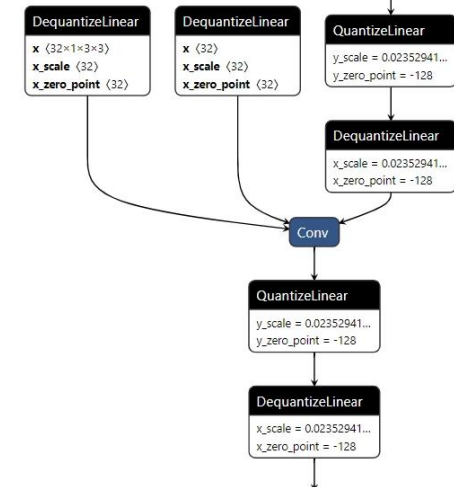 DequantizeLinear
x ⟨32×1×3×3⟩
x_scale ⟨32⟩
x_zero_point ⟨32⟩
DequantizeLinear
x ⟨32⟩
x_scale ⟨32⟩
x_zero_point ⟨32⟩
QuantizeLinear
y_scale = 0.02352941...
y_zero_point = -128
DequantizeLinear
x_scale = 0.02352941...
x_zero_point = -128
Conv
QuantizeLinear
y_scale = 0.02352941...
y_zero_point = -128
DequantizeLinear
x_scale = 0.02352941...
x_zero_point = -128